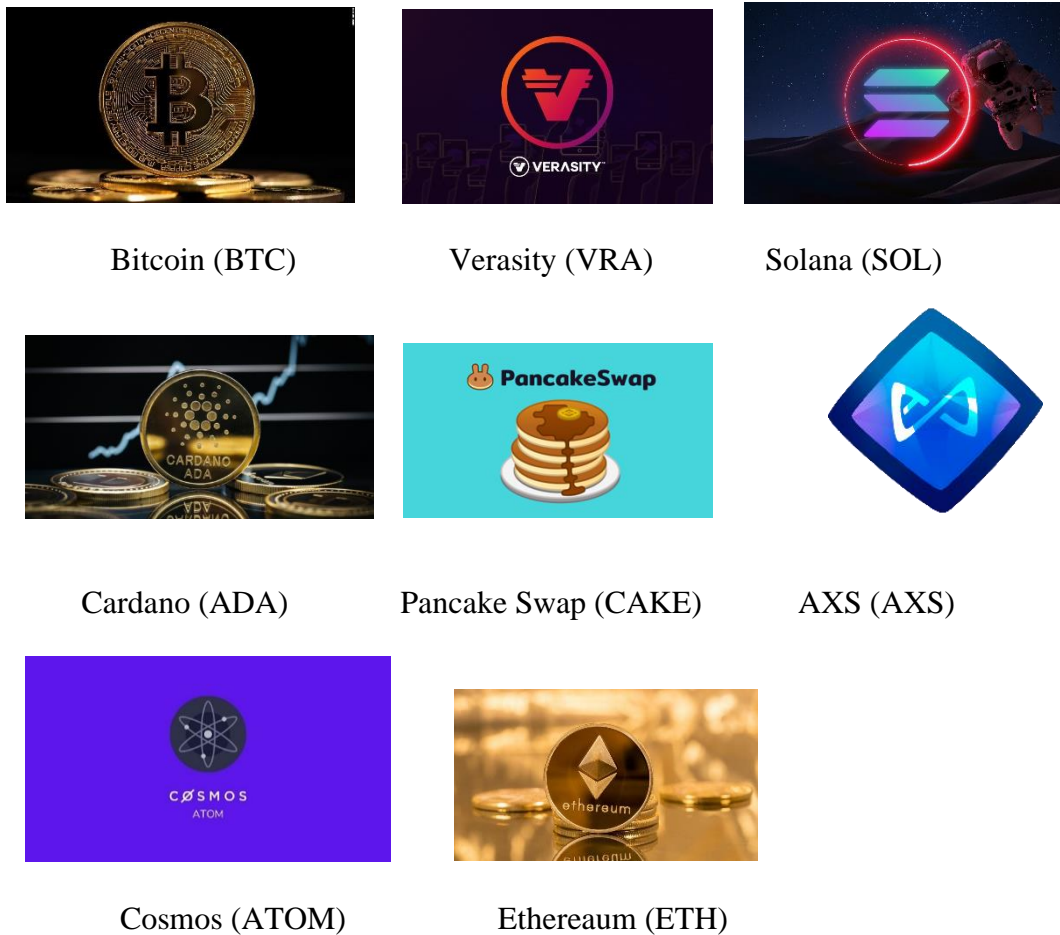 VERASITY
Bitcoin (BTC)
Verasity (VRA)
Solana (SOL)
CARDANO
ADA
PancakeSwap
Cardano (ADA)
Pancake Swap (CAKE)
AXS (AXS)
COSMOS
ATOM
ethereum
Cosmos (ATOM)
Ethereaum (ETH)